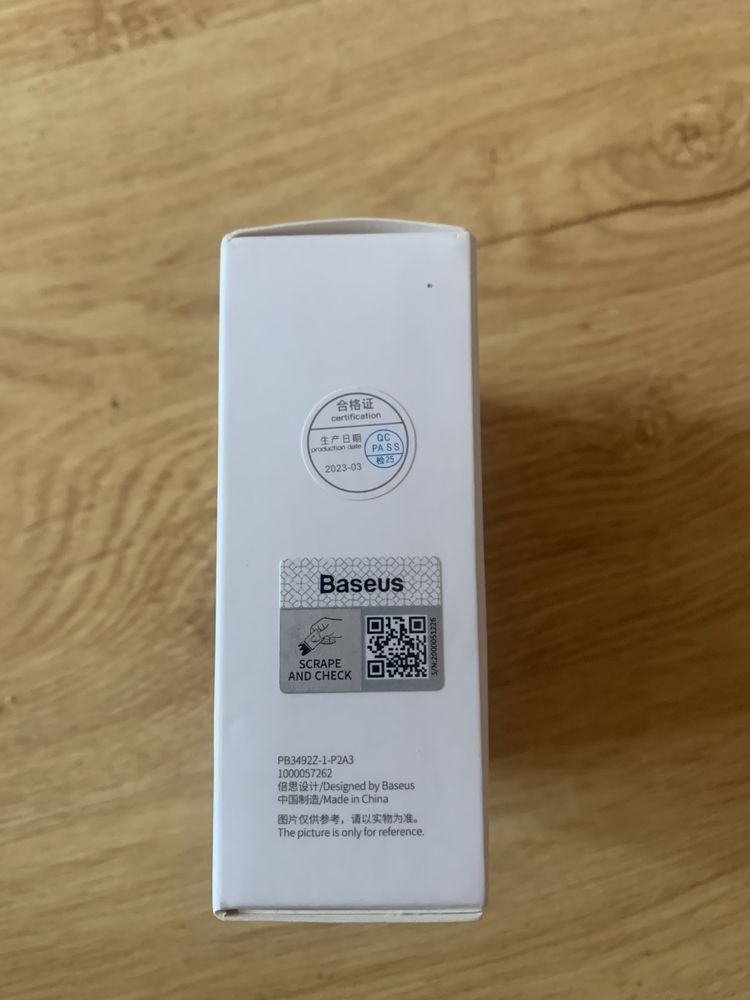 合格证
certification
生产日期
production date
2023-03
QC
PASS
检25
Baseus
SCRAPE
AND CHECK
S/N:2000051226
PB3492Z-1-P2A3
1000057262
倍思设计/Designed by Baseus
中国制造/Made in China
图片仅供参考，请以实物为准。
The picture is only for reference.